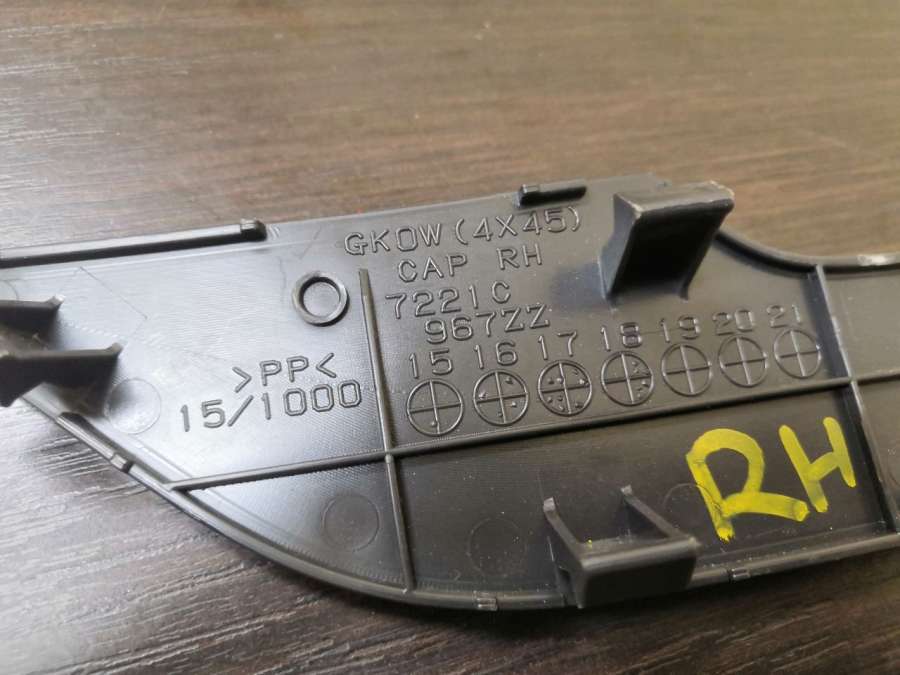 GKOW (4X45)
CAP RH
7221C
967ZZ
15 16 17 18 19 20 21
>PP<
15/1000
RH